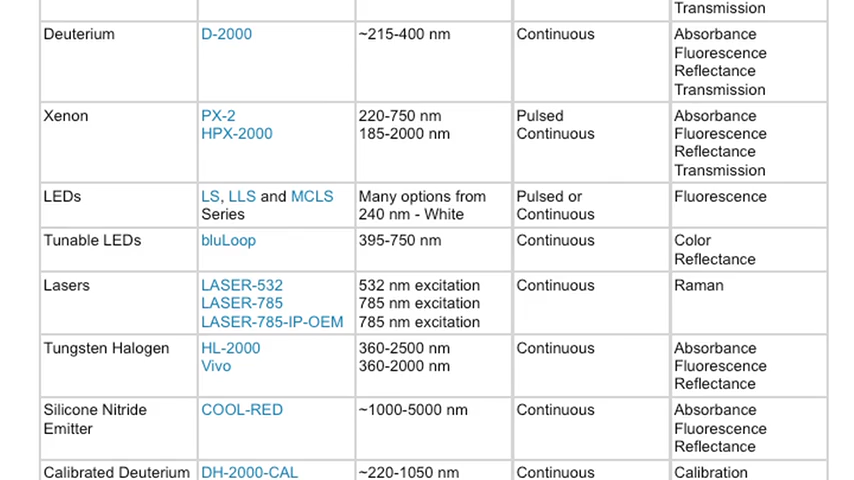 Transmission
Deuterium D-2000 ~215-400 nm Continuous Absorbance
Fluorescence
Reflectance
Transmission
Xenon PX-2 220-750 nm Pulsed Absorbance
HPX-2000 185-2000 nm Continuous Fluorescence
Reflectance
Transmission
LEDs LS, LLS and MCLS Many options from Pulsed or Fluorescence
Series 240 nm - White Continuous
Tunable LEDs bluLoop 395-750 nm Continuous Color
Reflectance
Lasers LASER-532 532 nm excitation Continuous Raman
LASER-785 785 nm excitation
LASER-785-IP-OEM 785 nm excitation
Tungsten Halogen HL-2000 360-2500 nm Continuous Absorbance
Vivo 360-2000 nm Fluorescence
Reflectance
Silicone Nitride COOL-RED ~1000-5000 nm Continuous Absorbance
Emitter Fluorescence
Reflectance
Calibrated Deuterium DH-2000-CAL ~220-1050 nm Continuous Calibration